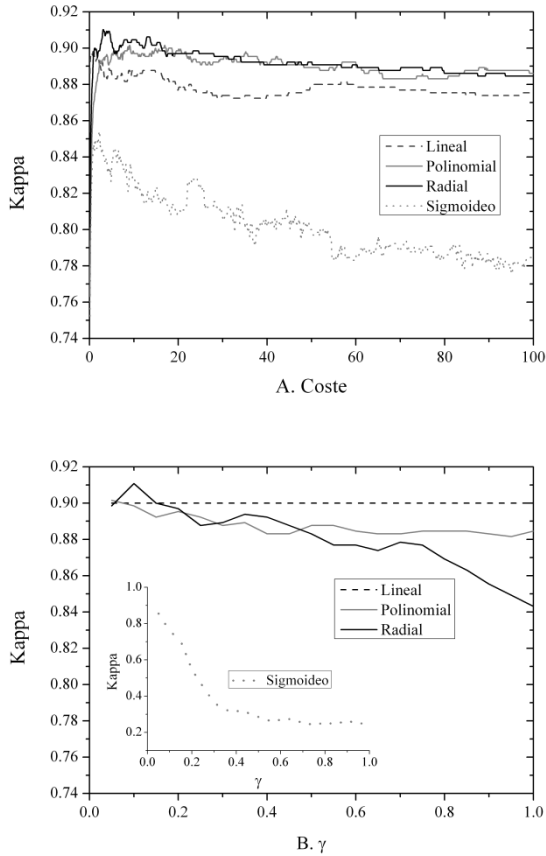 0.92
0.90
0.88
0.86
0.84
0.82
0.80
0.78
0.76
0.74
Kappa
Lineal
Polinomial
Radial
Sigmoideo
0 20 40 60 80 100
A. Coste
0.92
0.90
0.88
0.86
0.84
0.82
0.80
0.78
0.76
0.74
Kappa
Lineal
Polinomial
Radial
1.0
0.8
0.6
0.4
0.2
Kappa
Sigmoideo
0.0 0.2 0.4 0.6 0.8 1.0
γ
0.0 0.2 0.4 0.6 0.8 1.0
B. γ